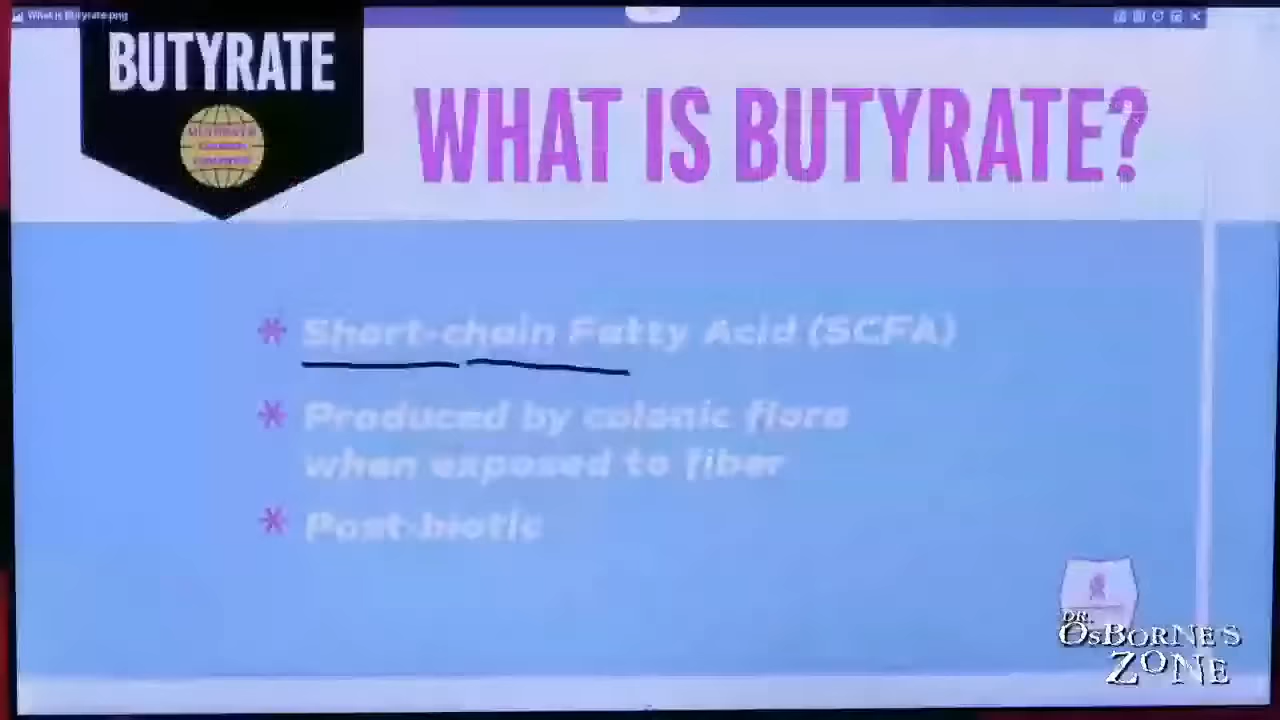 What is Butyrate.png
BUTYRATE
WHAT IS BUTYRATE?
* Short-chain Fatty Acid (SCFA)
* Produced by colonic flora
when exposed to fiber
* Post-biotic
DR.
OSBORNE'S
ZONE